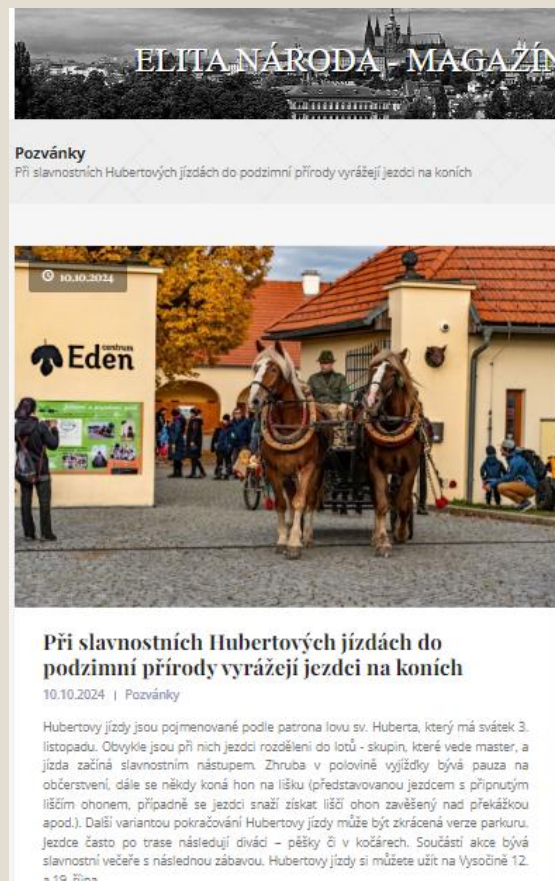 ELITA NÁRODA - MAGAZÍN
Pozvánky
Při slavnostních Hubertových jízdách do podzimní přírody vyrážejí jezdci na koních
10.10.2024
centrum
Eden
Při slavnostních Hubertových jízdách do
podzimní přírody vyrážejí jezdci na koních
10.10.2024 | Pozvánky
Hubertovy jízdy jsou pojmenované podle patrona lovu sv. Huberta, který má svátek 3.
listopadu. Obvykle jsou při nich jezdci rozděleni do lotů - skupin, které vede master, a
jízda začíná slavnostním nástupem. Zhruba v polovině vyjížďky bývá pauza na
občerstvení, dále se někdy koná hon na lišku (představovanou jezdcem s připnutým
liščím ohonem, případně se jezdci snaží získat liščí ohon zavěšený nad překážkou
apod.). Další variantou pokračování Hubertovy jízdy může být zkrácená verze parkuru.
Jezdce často po trase následují diváci – pěšky či v kočárech. Součástí akce bývá
slavnostní večeře s následnou zábavou. Hubertovy jízdy si můžete užít na Vysočině 12.
a 19. října